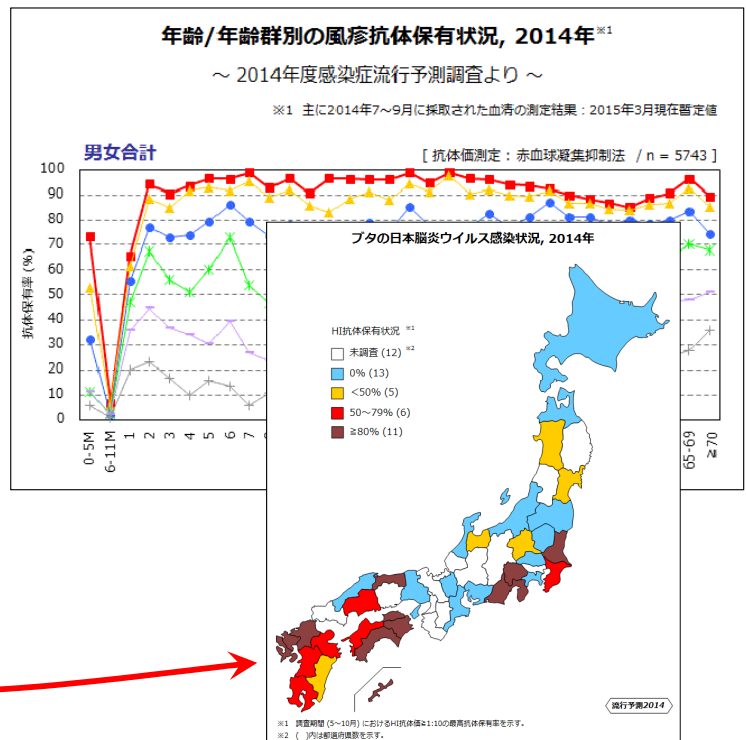 年齢/年齢群別の風疹抗体保有状況, 2014年※1
～ 2014年度感染症流行予測調査より ～
※1 主に2014年7～9月に採取された血清の測定結果：2015年3月現在暫定値
男女合計
[ 抗体価測定：赤血球凝集抑制法 / n = 5743 ]
抗体保有率 (%)
100
90
80
70
60
50
40
30
20
10
0
0-5M
6-11M
1
2
3
4
5
6
7
65-69
≥70
ブタの日本脳炎ウイルス感染状況, 2014年
HI抗体保有状況 ※1
未調査 (12) ※2
0% (13)
＜50% (5)
50～79% (6)
≧80% (11)
流行予測2014
※1 調査期間 (5～10月) におけるHI抗体価≧1:10の最高抗体保有率を示す。
※2 ( )内は都道府県数を示す。